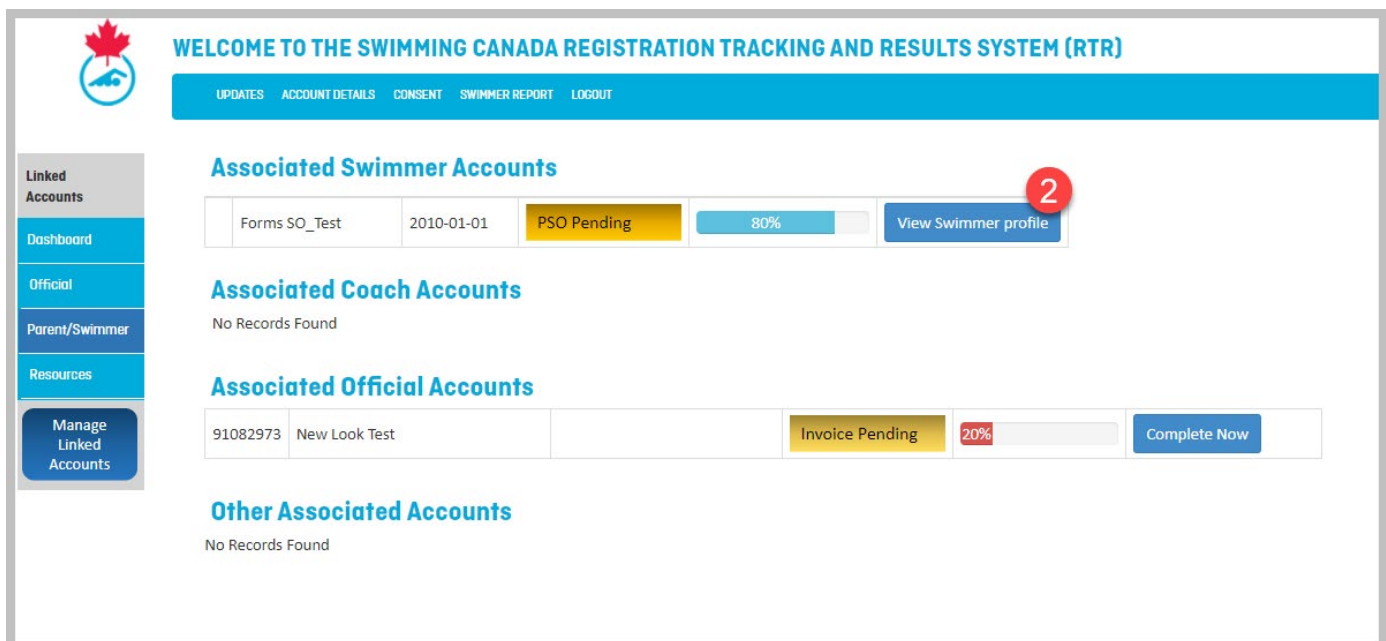 WELCOME TO THE SWIMMING CANADA REGISTRATION TRACKING AND RESULTS SYSTEM (RTR)
UPDATES ACCOUNT DETAILS CONSENT SWIMMER REPORT LOGOUT
Linked
Accounts
Dashboard
Official
Parent/Swimmer
Resources
Manage
Linked
Accounts
Associated Swimmer Accounts
2
Forms SO_Test 2010-01-01 PSO Pending 80% View Swimmer profile
Associated Coach Accounts
No Records Found
Associated Official Accounts
91082973 New Look Test Invoice Pending 20% Complete Now
Other Associated Accounts
No Records Found